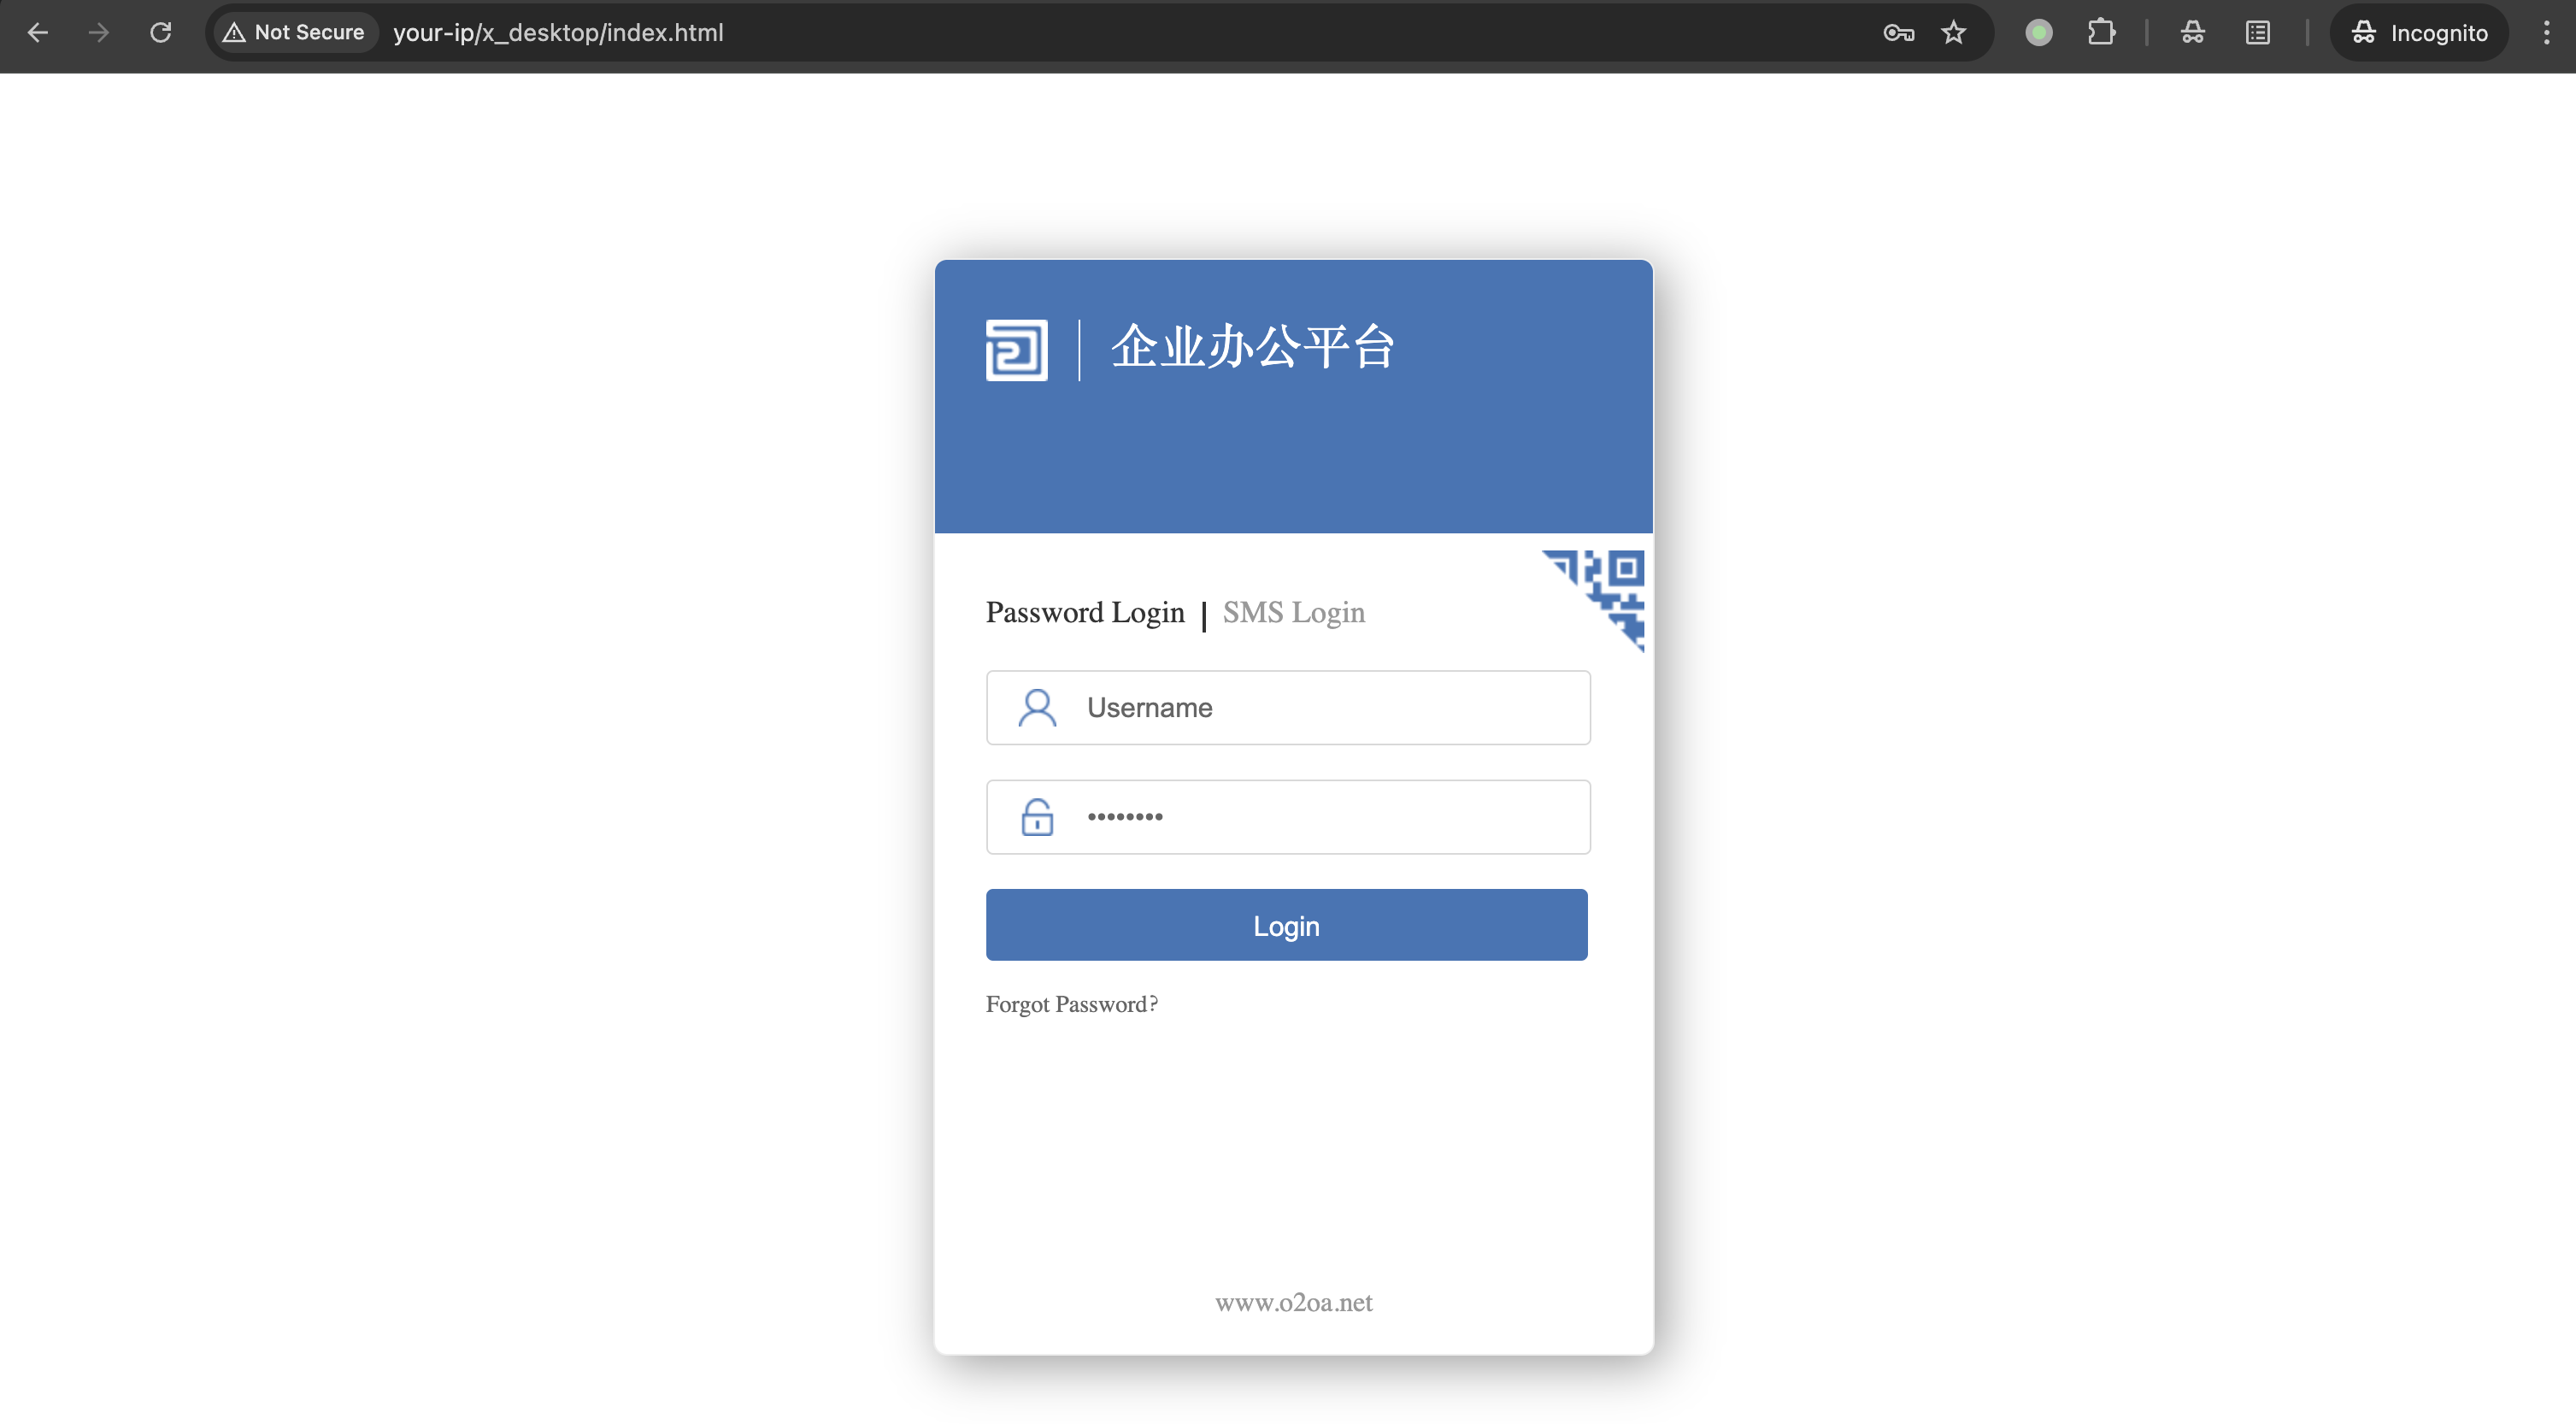 Not Secure your-ip/x_desktop/index.html Incognito
企业办公平台
Password Login | SMS Login
Username
••••••••
Login
Forgot Password?
www.o2oa.net